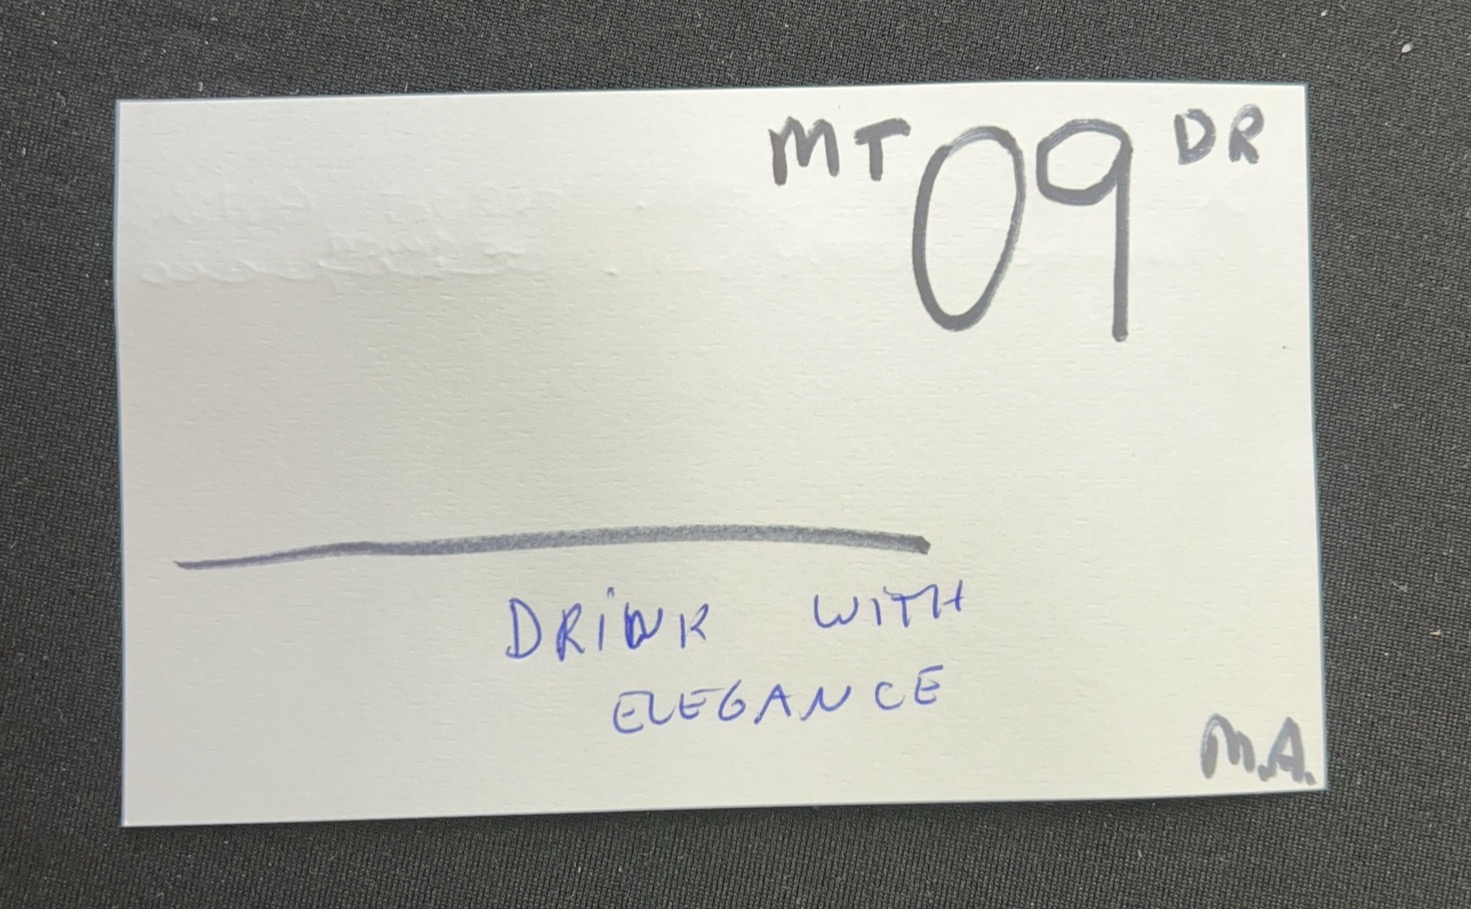 MT 09 DR
DRINK WITH
ELEGANCE
M.A.